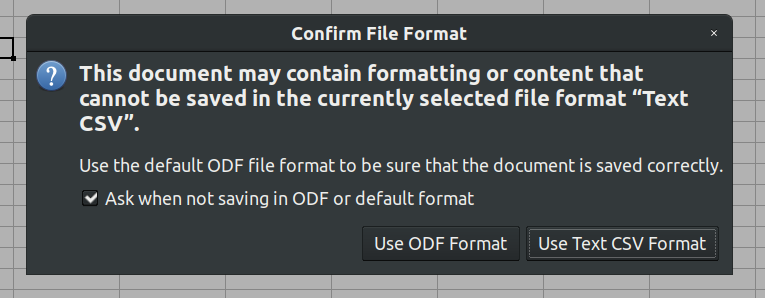 Confirm File Format
×
?
This document may contain formatting or content that
cannot be saved in the currently selected file format “Text
CSV”.
Use the default ODF file format to be sure that the document is saved correctly.
Ask when not saving in ODF or default format
Use ODF Format
Use Text CSV Format